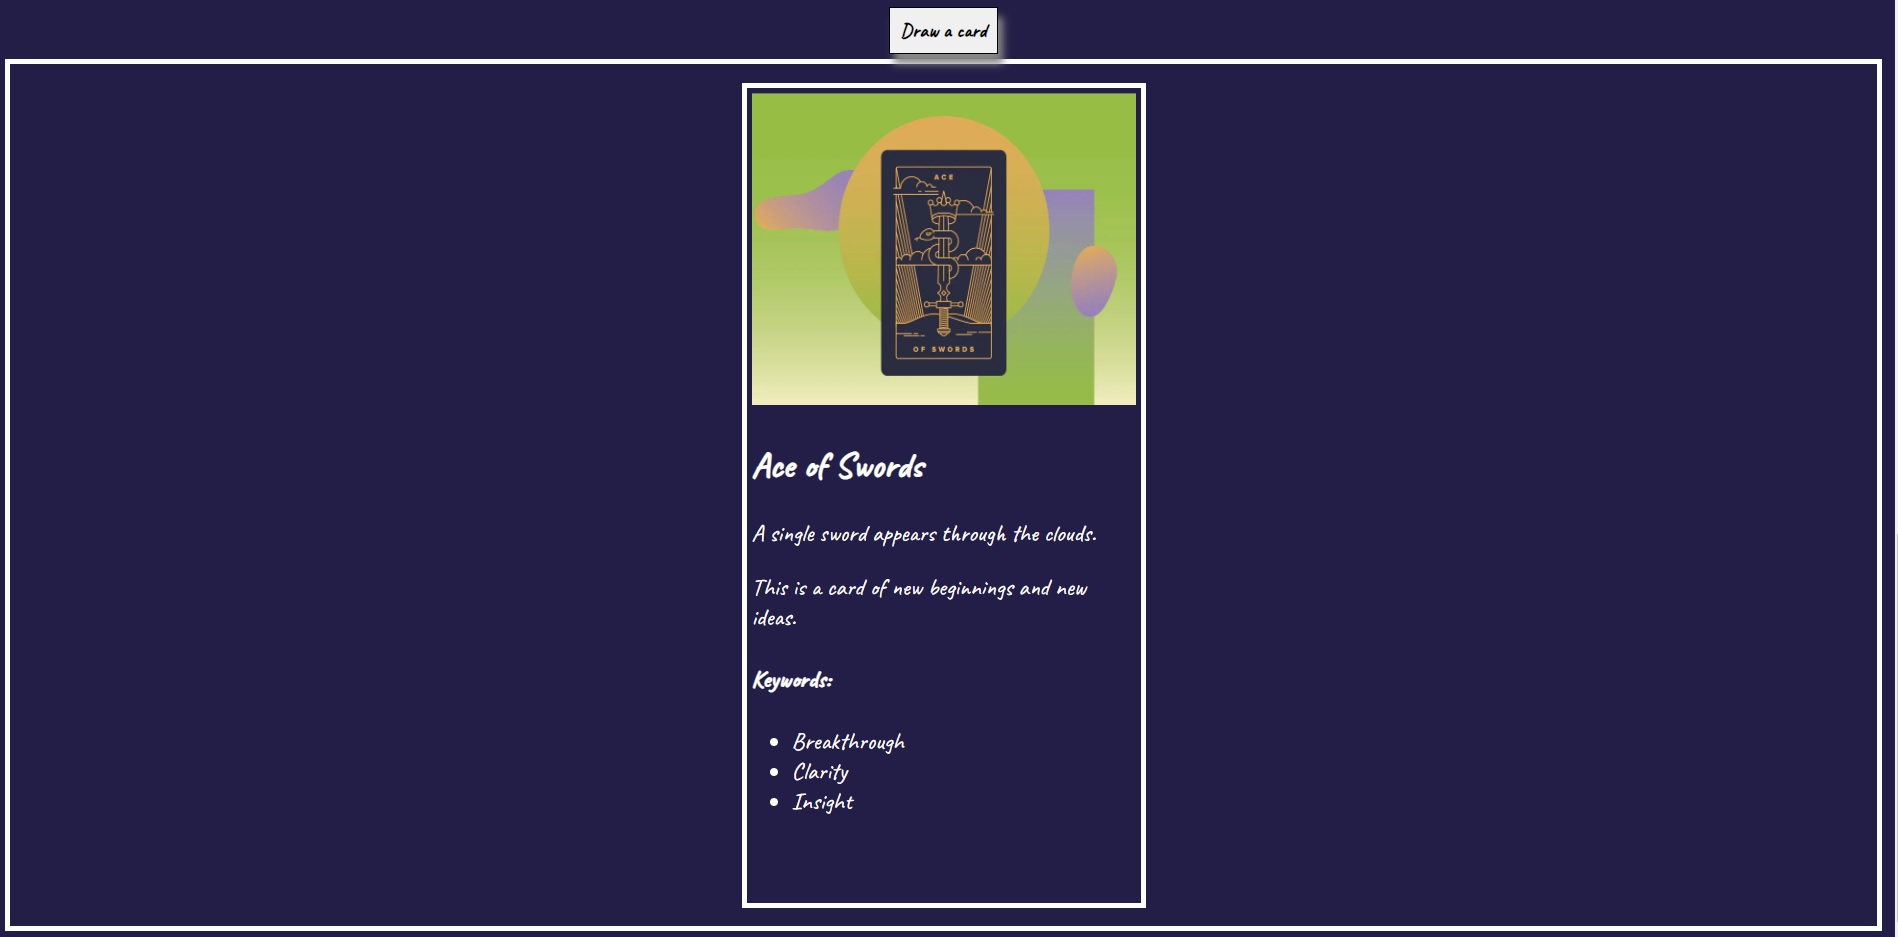 Draw a card
ACE
OF SWORDS
Ace of Swords
A single sword appears through the clouds.
This is a card of new beginnings and new
ideas.
Keywords:
Breakthrough
Clarity
Insight